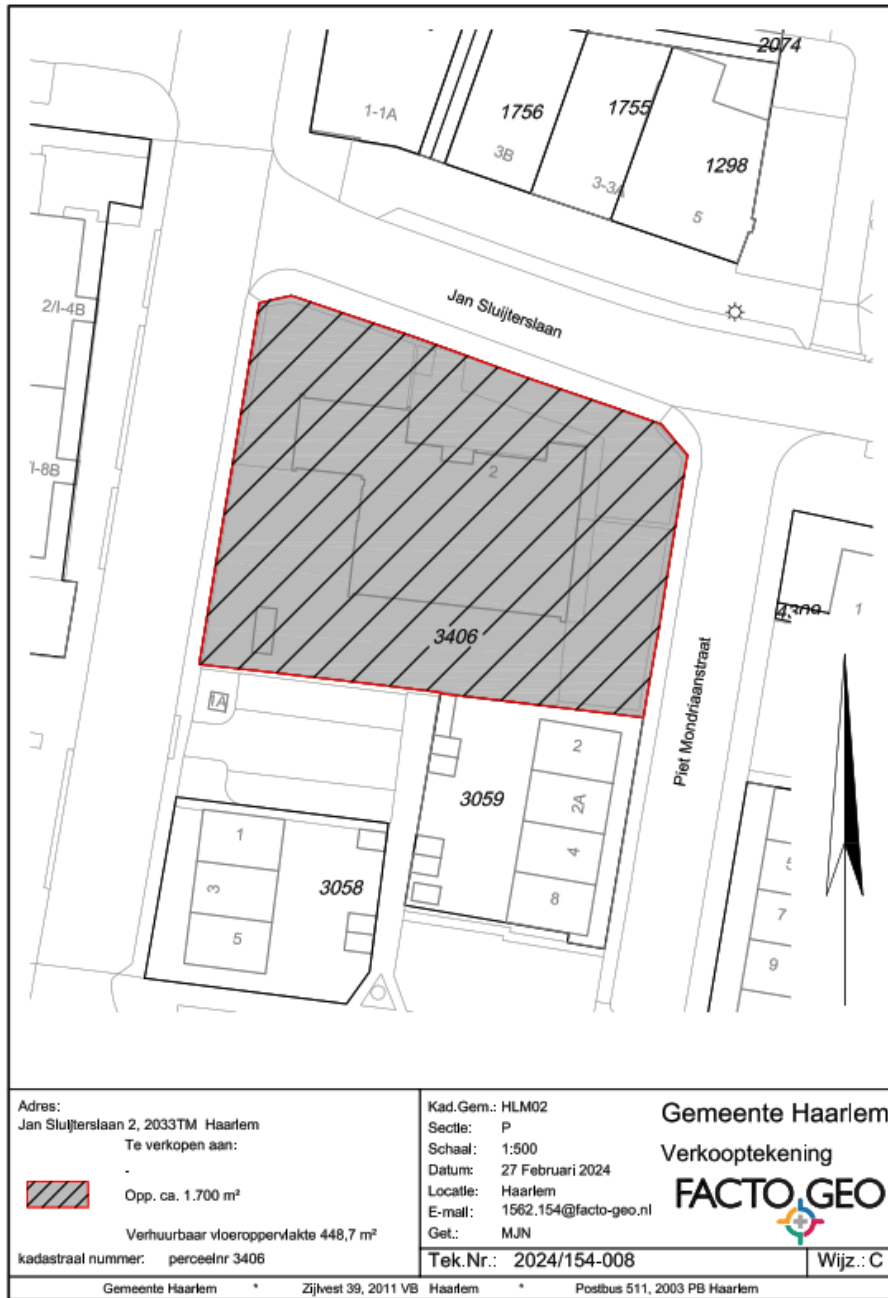 2074
1-1A
1756
1755
3B
3-3A
1298
5
2/I-4B
Jan Sluijterslaan
/I-8B
2
3406
1
Piet Mondriaanstraat
1A
2
3059
2A
1
4
3
3058
8
5
5
7
9
Adres:
Jan Sluijterslaan 2, 2033TM Haarlem
Te verkopen aan:
-
Opp. ca. 1.700 m²
Verhuurbaar vloeroppervlakte 448,7 m²
kadastraal nummer: perceelnr 3406
Kad.Gem.: HLM02
Sectie: P
Schaal: 1:500
Datum: 27 Februari 2024
Locatie: Haarlem
E-mail: 1562.154@facto-geo.nl
Get.: MJN
Gemeente Haarlem
Verkooptekening
FACTO GEO
Tek.Nr.: 2024/154-008
Wijz.: C
Gemeente Haarlem * Zijlvest 39, 2011 VB Haarlem * Postbus 511, 2003 PB Haarlem